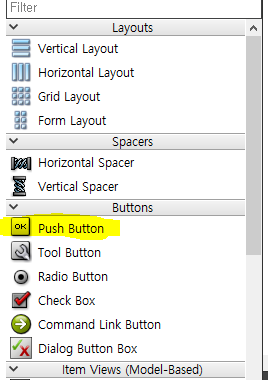 Filter
Layouts
Vertical Layout
Horizontal Layout
Grid Layout
Form Layout
Spacers
Horizontal Spacer
Vertical Spacer
Buttons
OK Push Button
Tool Button
Radio Button
Check Box
Command Link Button
Dialog Button Box
Item Views (Model-Based)